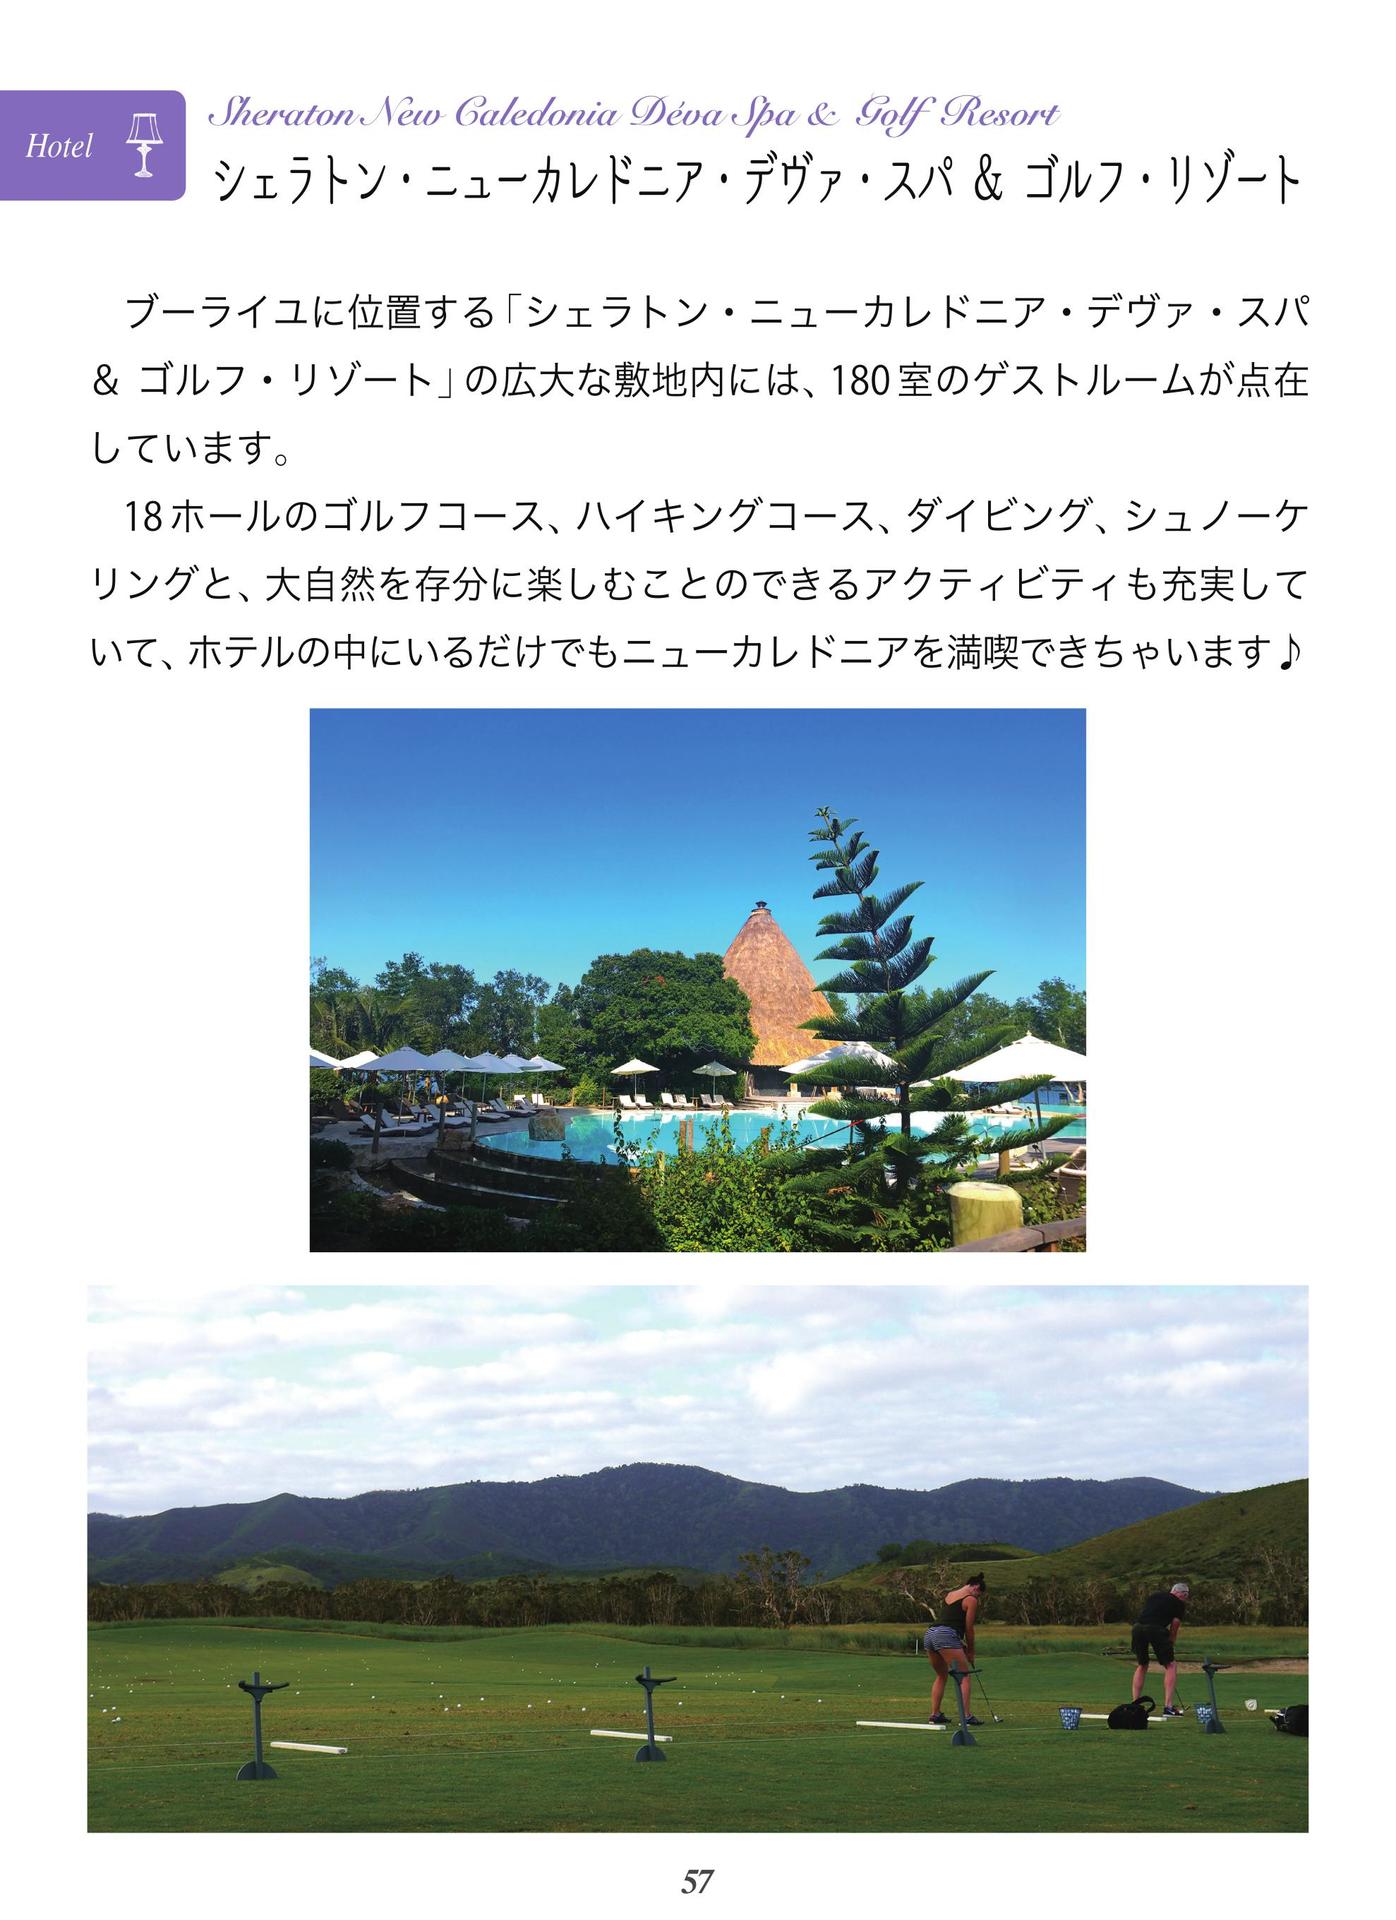 Hotel
Sheraton New Caledonia Déva Spa & Golf Resort
シェラトン・ニューカレドニア・デヴァ・スパ & ゴルフ・リゾート
ブーライユに位置する「シェラトン・ニューカレドニア・デヴァ・スパ
& ゴルフ・リゾート」の広大な敷地内には、180室のゲストルームが点在
しています。
18ホールのゴルフコース、ハイキングコース、ダイビング、シュノーケ
リングと、大自然を存分に楽しむことのできるアクティビティも充実して
いて、ホテルの中にいるだけでもニューカレドニアを満喫できちゃいます♪
57